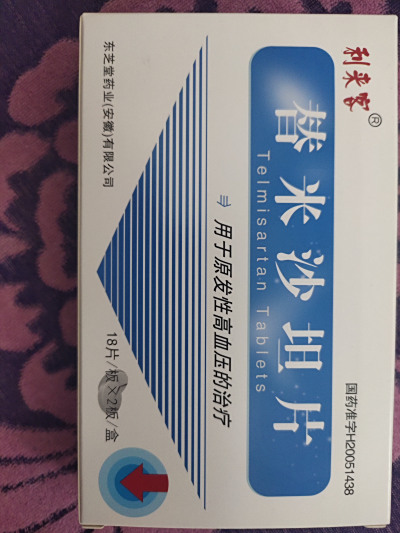 利来客®
替米沙坦片
Telmisartan Tablets
国药准字H20051438
⇒ 用于原发性高血压的治疗
18片/板×2板/盒
东芝堂药业(安徽)有限公司